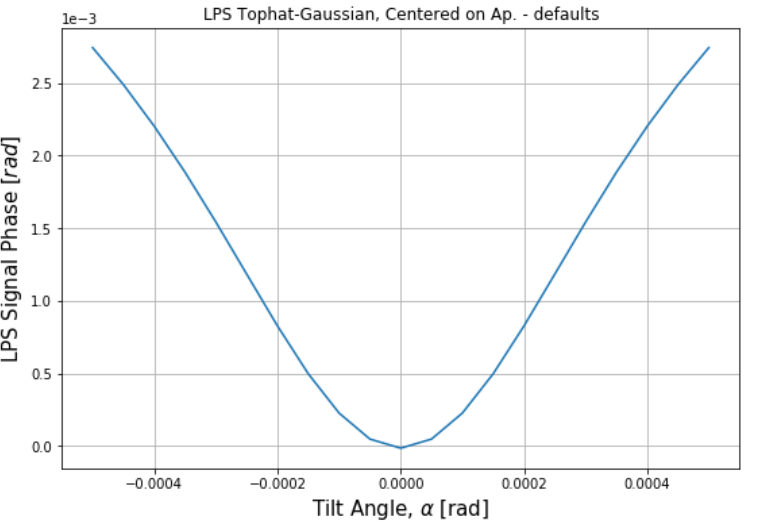 LPS Tophat-Gaussian, Centered on Ap. - defaults
1e−3
2.5
2.0
1.5
1.0
0.5
0.0
LPS Signal Phase [rad]
−0.0004 −0.0002 0.0000 0.0002 0.0004
Tilt Angle, α [rad]